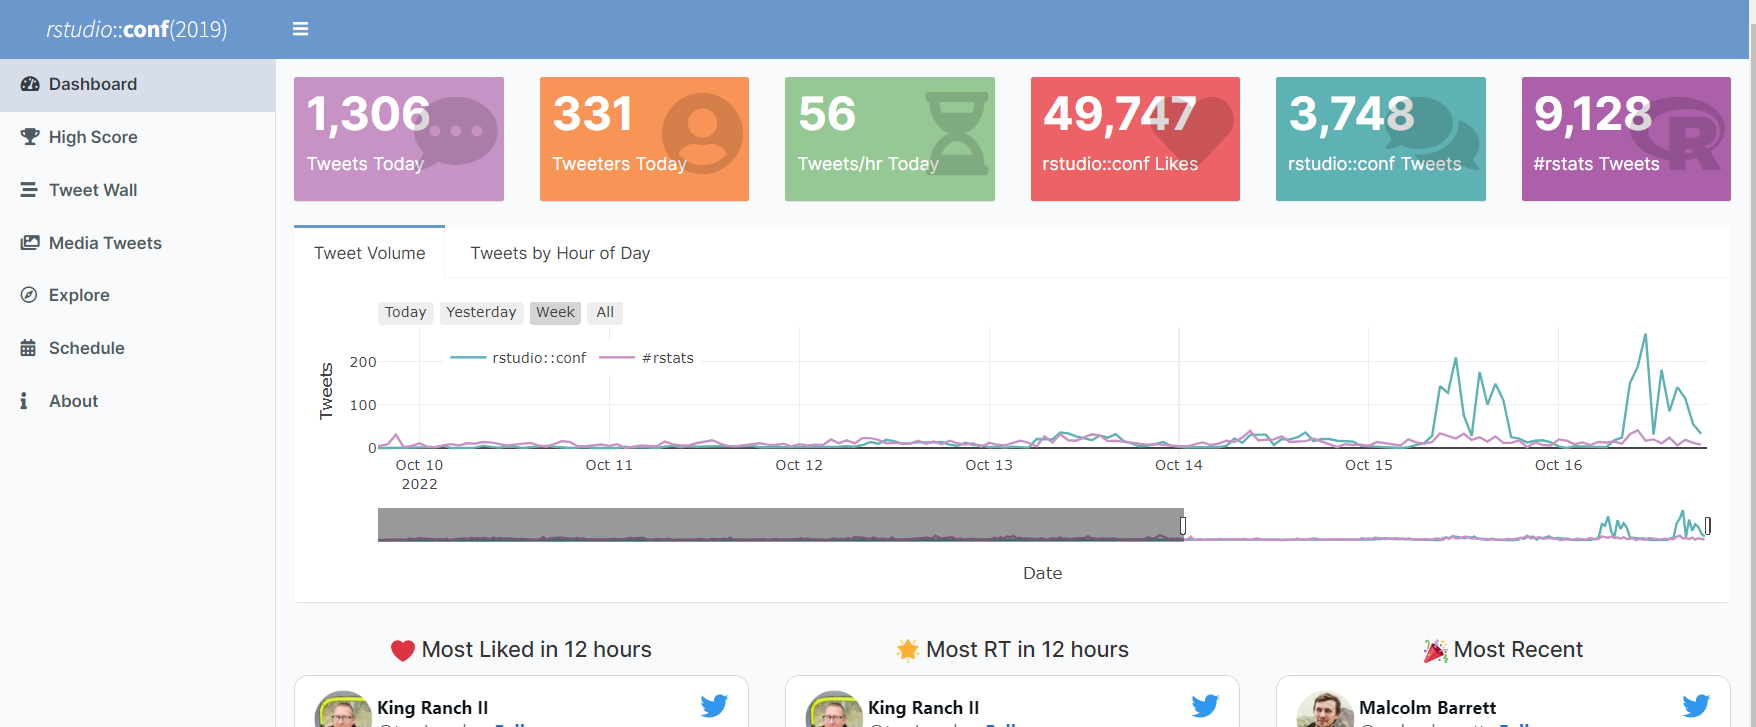 rstudio::conf(2019)
Dashboard
High Score
Tweet Wall
Media Tweets
Explore
Schedule
About
1,306
Tweets Today
331
Tweeters Today
56
Tweets/hr Today
49,747
rstudio::conf Likes
3,748
rstudio::conf Tweets
9,128
#rstats Tweets
Tweet Volume
Tweets by Hour of Day
Today Yesterday Week All
rstudio::conf #rstats
Tweets
200
100
0
Oct 10 Oct 11 Oct 12 Oct 13 Oct 14 Oct 15 Oct 16
2022
Date
Most Liked in 12 hours
King Ranch II
Most RT in 12 hours
King Ranch II
Most Recent
Malcolm Barrett